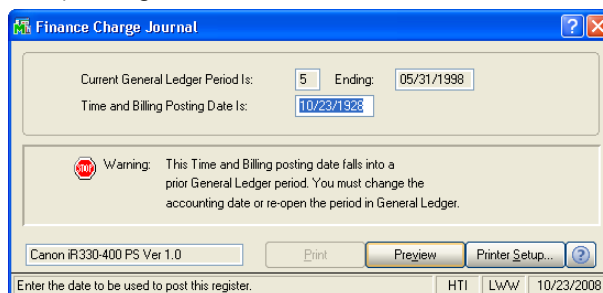 Finance Charge Journal
Current General Ledger Period Is: 5 Ending: 05/31/1998
Time and Billing Posting Date Is: 10/23/1928
STOP Warning: This Time and Billing posting date falls into a
prior General Ledger period. You must change the
accounting date or re-open the period in General Ledger.
Canon iR330-400 PS Ver 1.0 Print Preview Printer Setup... ?
Enter the date to be used to post this register. HTI LWW 10/23/2008